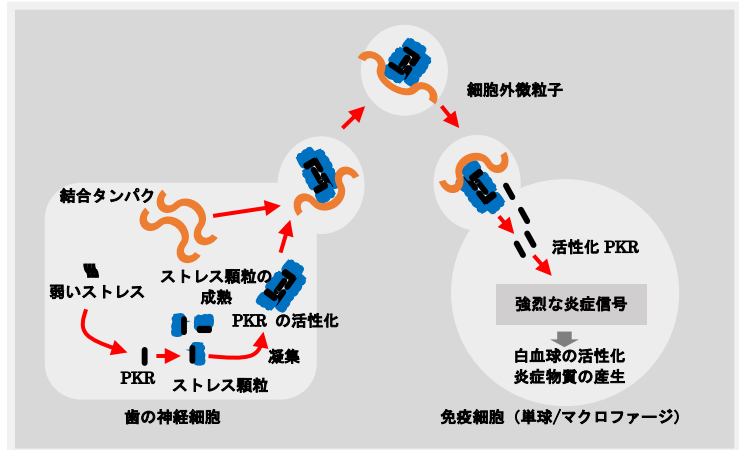 細胞外微粒子
結合タンパク
弱いストレス
ストレス顆粒の
成熟
PKR の活性化
凝集
PKR
ストレス顆粒
歯の神経細胞
活性化 PKR
強烈な炎症信号
白血球の活性化
炎症物質の産生
免疫細胞（単球/マクロファージ）